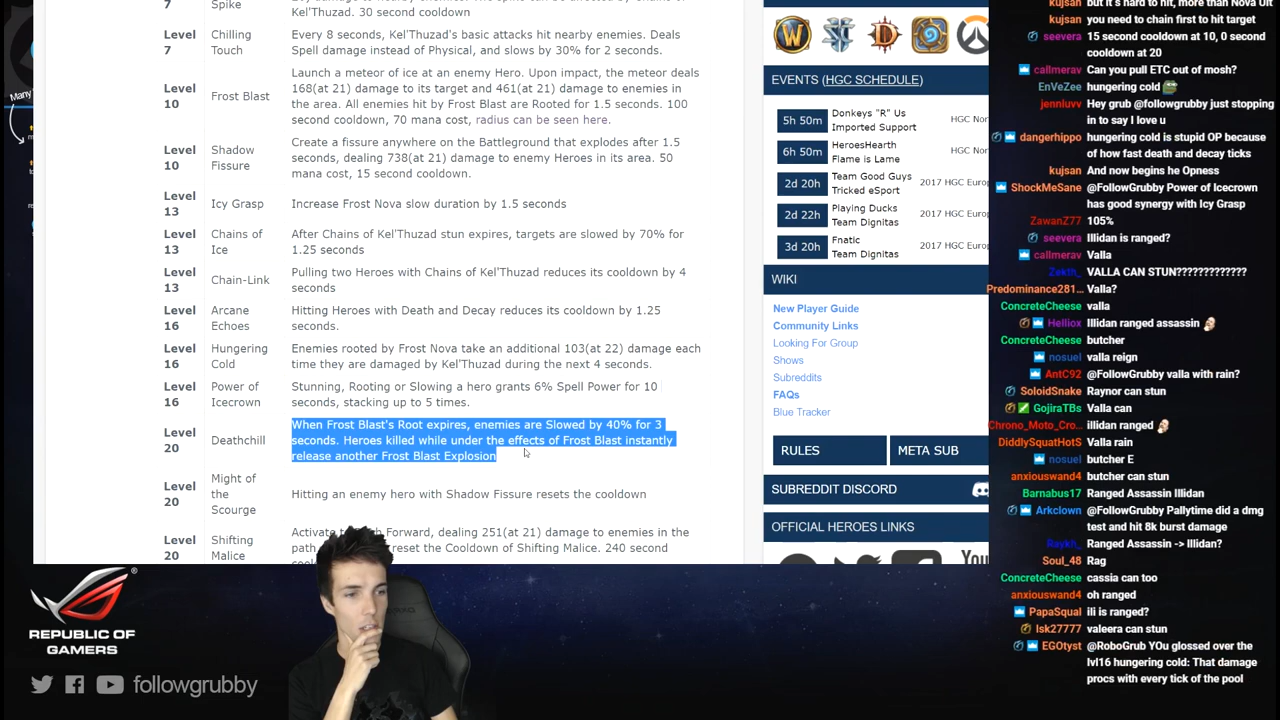 7
Spike
Kel'Thuzad. 30 second cooldown
Level
7
Chilling
Touch
Every 8 seconds, Kel'Thuzad's basic attacks hit nearby enemies. Deals
Spell damage instead of Physical, and slows by 30% for 2 seconds.
Level
10
Frost Blast
Launch a meteor of ice at an enemy Hero. Upon impact, the meteor deals
168(at 21) damage to its target and 461(at 21) damage to enemies in
the area. All enemies hit by Frost Blast are Rooted for 1.5 seconds. 100
second cooldown, 70 mana cost, radius can be seen here.
Level
10
Shadow
Fissure
Create a fissure anywhere on the Battleground that explodes after 1.5
seconds, dealing 738(at 21) damage to enemy Heroes in its area. 50
mana cost, 15 second cooldown.
Level
13
Icy Grasp
Increase Frost Nova slow duration by 1.5 seconds
Level
13
Chains of
Ice
After Chain of Kel'Thuzad stun expires, targets are slowed by 70% for
1.25 seconds
Level
13
Chain-Link
Pulling two Heroes with Chains of Kel'Thuzad reduces its cooldown by 4
seconds
Level
16
Arcane
Echoes
Hitting Heroes with Death and Decay reduces its cooldown by 1.25
seconds.
Level
16
Hungering
Cold
Enemies rooted by Frost Nova take an additional 103(at 22) damage each
time they are damaged by Kel'Thuzad during the next 4 seconds.
Level
16
Power of
Icecrown
Stunning, Rooting or Slowing a hero grants 6% Spell Power for 10
seconds, stacking up to 5 times.
Level
20
Deathchill
When Frost Blast's Root expires, enemies are Slowed by 40% for 3
seconds. Heroes killed while under the effects of Frost Blast instantly
release another Frost Blast Explosion
Level
20
Might of
the
Scourge
Hitting an enemy hero with Shadow Fissure resets the cooldown
Level
20
Shifting
Malice
Activate to Forward, dealing 251(at 21) damage to enemies in the
path reset the Cooldown of Shifting Malice. 240 second
Many
EVENTS (HGC SCHEDULE)
5h 50m
Donkeys "R" Us
Imported Support
HGC Nor
6h 50m
HeroesHearth
Flame is Lame
HGC Nor
2d 20h
Team Good Guys
Tricked eSport
2017 HGC Europ
2d 22h
Playing Ducks
Team Dignitas
2017 HGC Europ
3d 20h
Fnatic
Team Dignitas
2017 HGC Europ
WIKI
New Player Guide
Community Links
Looking For Group
Shows
Subreddits
FAQs
Blue Tracker
RULES
META SUB
SUBREDDIT DISCORD
OFFICIAL HEROES LINKS
You
but it's hard to hit, more than Nova Ult
kujsan you need to chain first to hit target
seevera 15 second cooldown at 10, 0 second
cooldown at 20
callmerav Can you pull ETC out of mosh?
EnVeZee hungering cold
jennluvv Hey grub @followgrubby just stopping
in to say I love u
dangerhippo hungering cold is stupid OP because
of how fast death and decay ticks
kujsan And now begins he Opness
ShockMeSane @FollowGrubby Power of Icecrown
has good synergy with Icy Grasp
ZawanZ77 105%
seevera Illidan is ranged?
callmerav Valla
Zekth_ VALLA CAN STUN?????????????
Predominance281... Valla?
ConcreteCheese valla
Helliox Illidan ranged assassin
ConcreteCheese butcher
nosuel valla reign
AntC92 @FollowGrubby valla with rain?
SoloidSnake Raynor can stun
GojiraTBs Valla can
Chrono_Moto_Cro... illidan ranged
DiddlySquatHotS Valla rain
nosuel butcher E
anxiouswand4 butcher can stun
Barnabus17 Ranged Assassin Illidan
Arkclown @FollowGrubby Pallytime did a dmg
test and hit 8k burst damage
Ranged Assassin -> Illidan?
Soul_48 Rag
ConcreteCheese cassia can too
anxiouswand4 oh ranged
PapaSqual ili is ranged?
lsk27777 valeera can stun
EGOtyst @RoboGrub YOu glossed over the
lvl16 hungering cold: That damage
procs with every tick of the pool
REPUBLIC OF
GAMERS
followgrubby